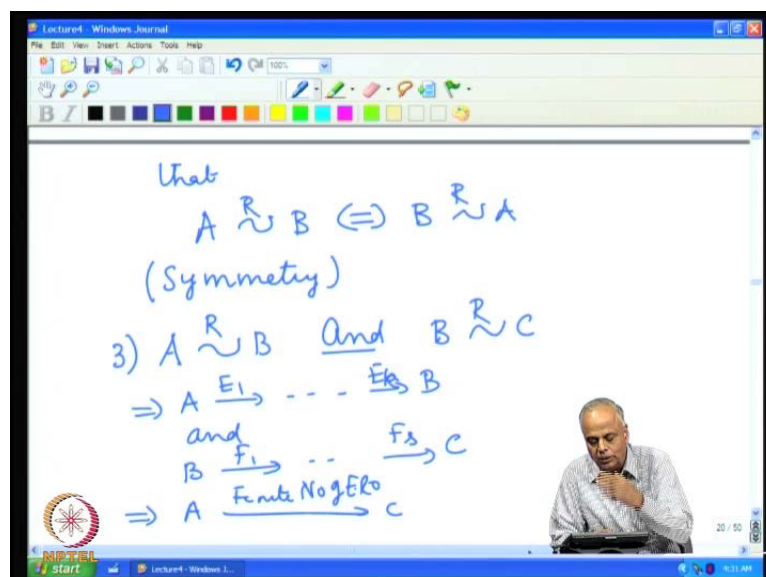 Lecture4 - Windows Journal
File Edit View Insert Actions Tools Help
100%
B I
that
A R~ B (=) B R~ A
(Symmetry)
3) A R~ B And B R~ C
=> A E1→ --- Ek→ B
and
B F1→ -- Fs→ C
=> A Finite No of ERO→ C
20 / 50
NPTEL
start
Lecture4 - Windows J...
4:31 AM